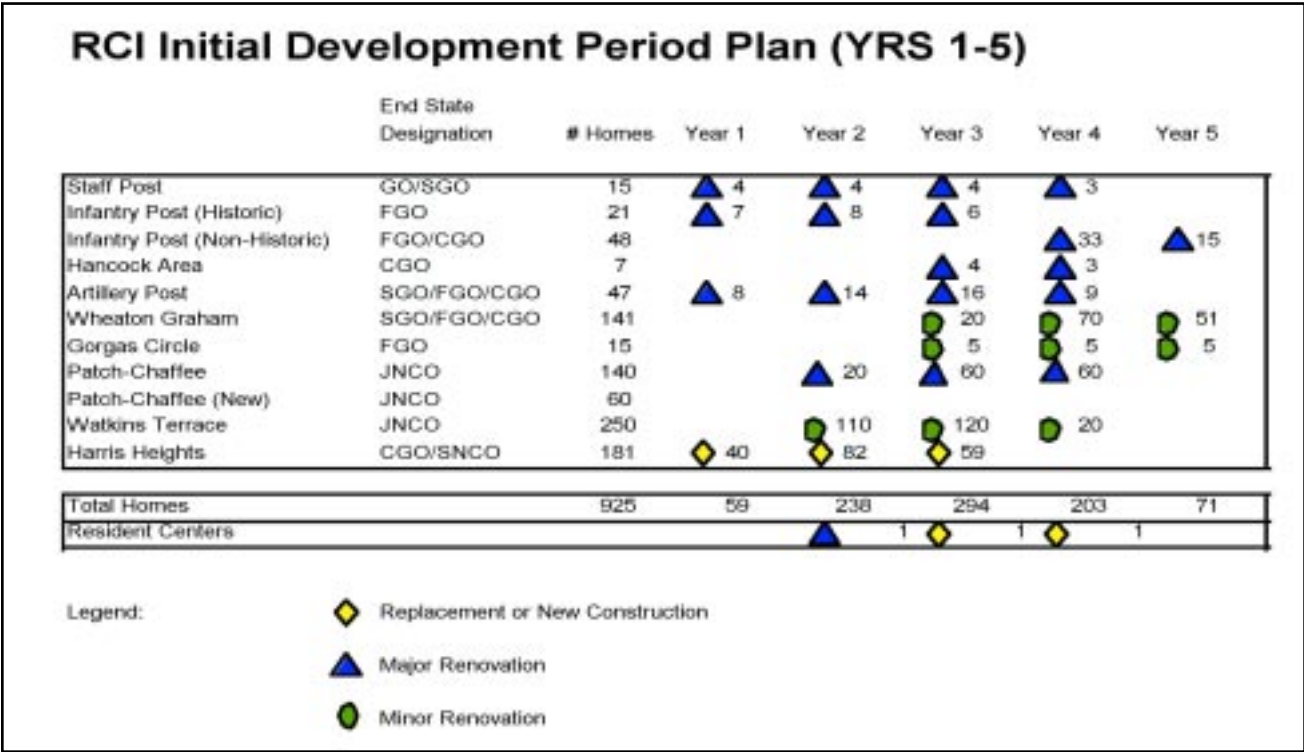 RCI Initial Development Period Plan (YRS 1-5)
End State
Designation # Homes Year 1 Year 2 Year 3 Year 4 Year 5
Staff Post GO/SGO 15 4 4 4 3
Infantry Post (Historic) FGO 21 7 8 6
Infantry Post (Non-Historic) FGO/CGO 48 33 15
Hancock Area CGO 7 4 3
Artillery Post SGO/FGO/CGO 47 8 14 16 9
Wheaton Graham SGO/FGO/CGO 141 20 70 51
Gorgas Circle FGO 15 5 5 5
Patch-Chaffee JNCO 140 20 60 60
Patch-Chaffee (New) JNCO 60
Watkins Terrace JNCO 250 110 120 20
Harris Heights CGO/SNCO 181 40 82 59
Total Homes 925 59 238 294 203 71
Resident Centers 1 1 1
Legend:
Replacement or New Construction
Major Renovation
Minor Renovation